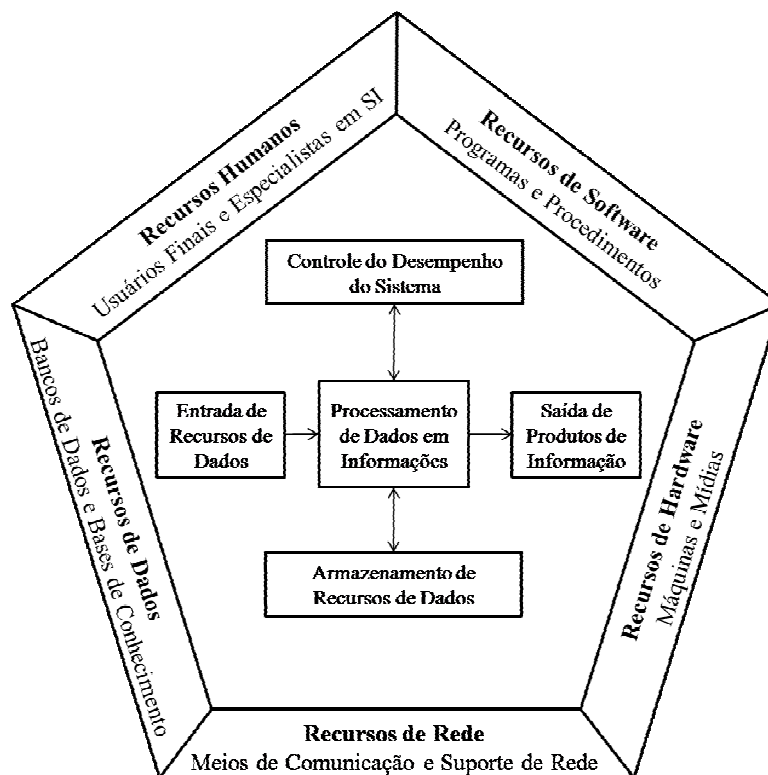 Recursos Humanos
Usuários Finais e Especialistas em SI
Recursos de Software
Programas e Procedimentos
Controle do Desempenho
do Sistema
Entrada de
Recursos de
Dados
Processamento
de Dados em
Informações
Saída de
Produtos de
Informação
Armazenamento de
Recursos de Dados
Recursos de Dados
Bancos de Dados e Bases de Conhecimento
Recursos de Hardware
Máquinas e Mídias
Recursos de Rede
Meios de Comunicação e Suporte de Rede